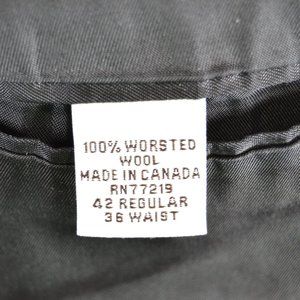 100% WORSTED
WOOL
MADE IN CANADA
RN77219
42 REGULAR
36 WAIST